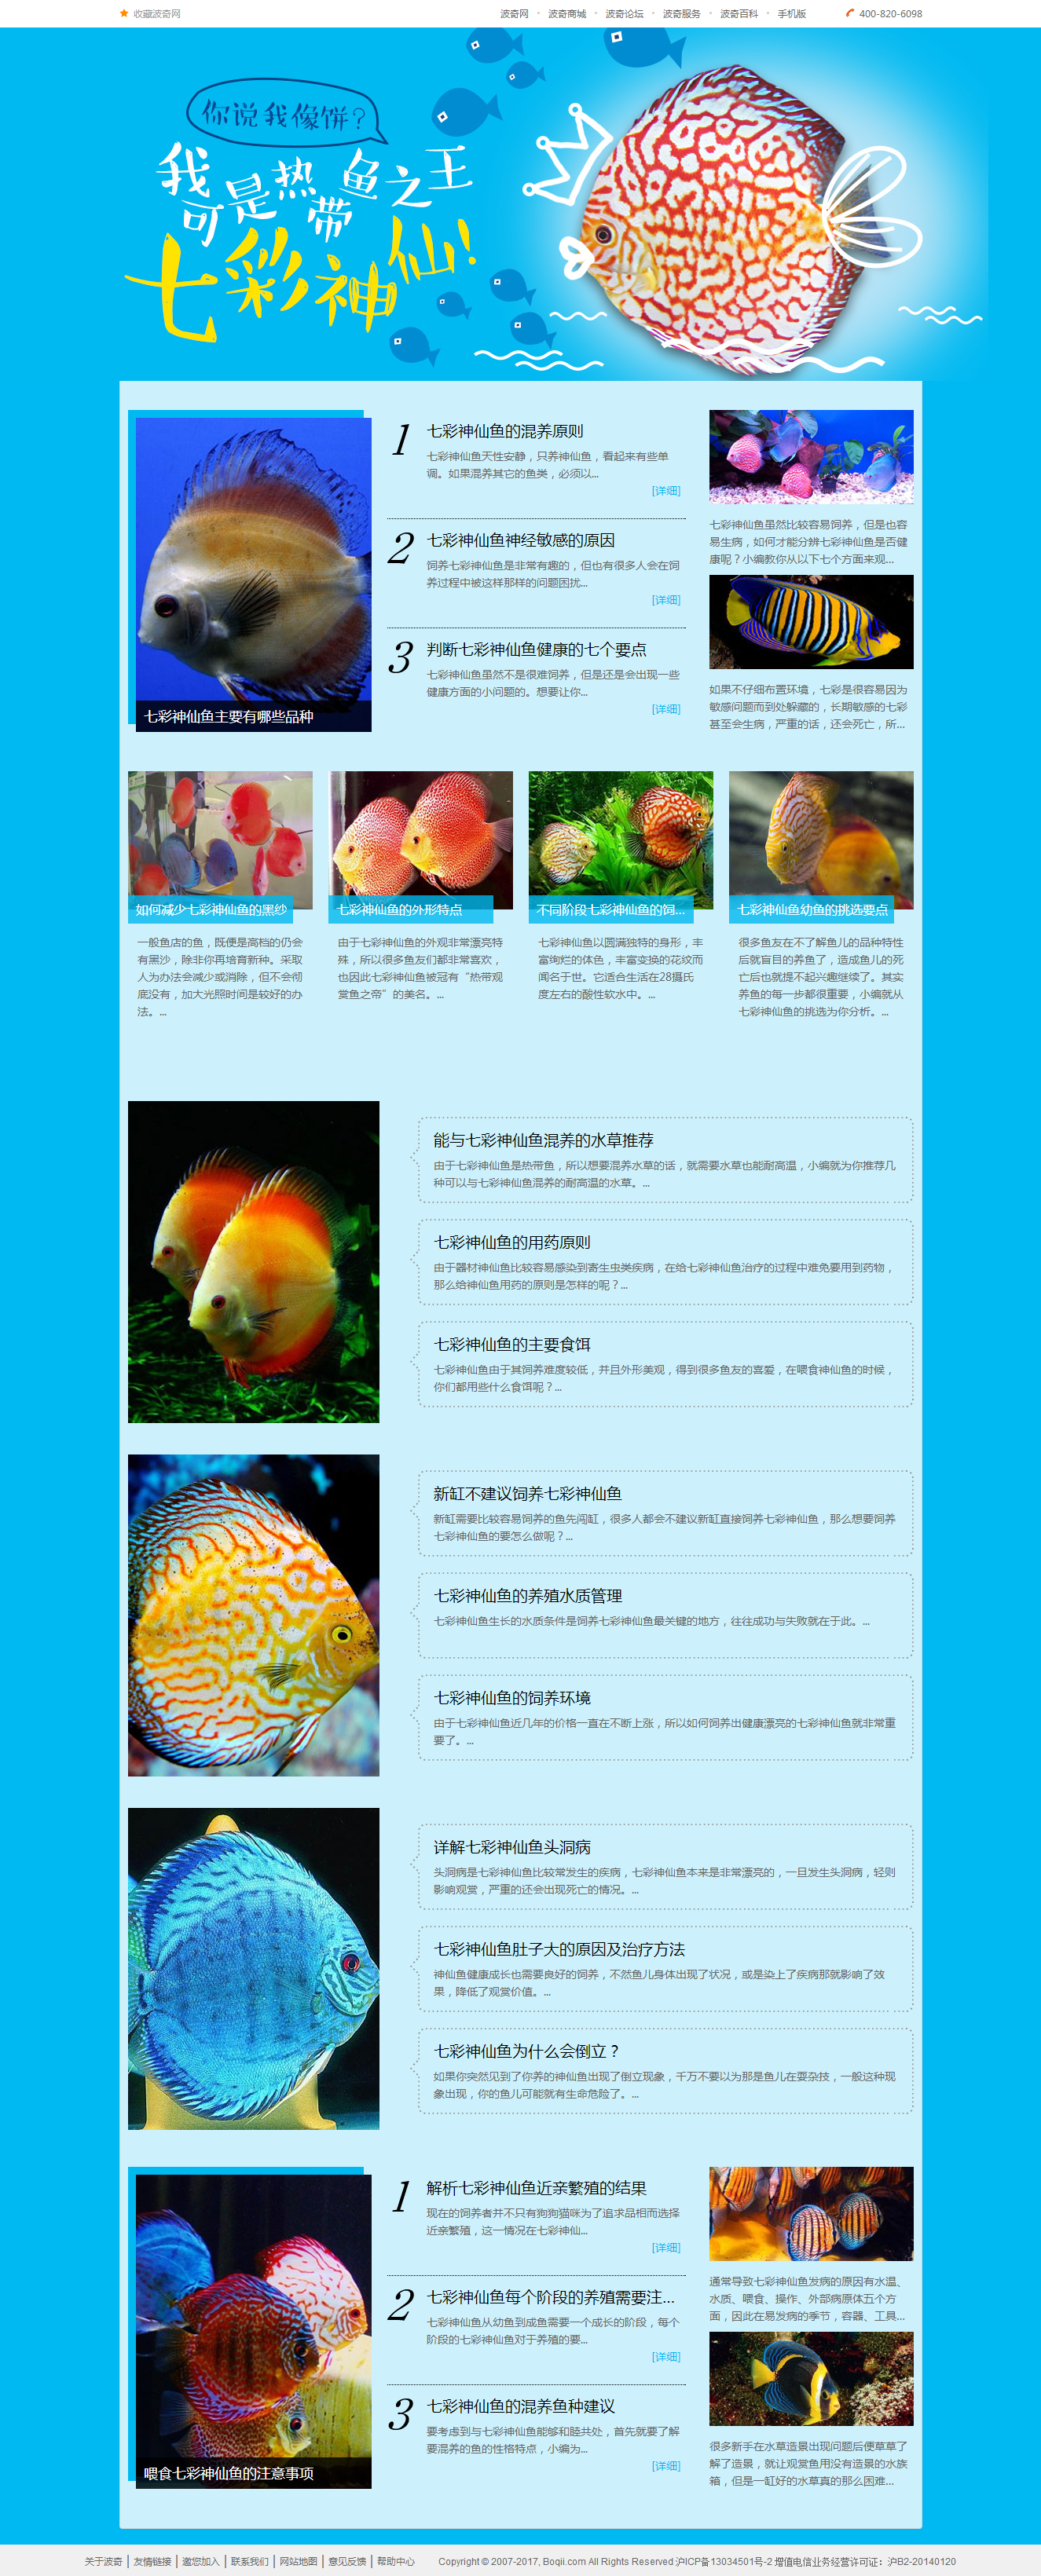 收藏波奇网
波奇网 • 波奇商城 • 波奇论坛 • 波奇服务 • 波奇百科 • 手机版
400-820-6098
你说我像饼?
我可是热带鱼之王
七彩神仙!
七彩神仙鱼主要有哪些品种
1
七彩神仙鱼的混养原则
七彩神仙鱼天性安静，只养神仙鱼，看起来有些单
调。如果混养其它的鱼类，必须以...
[详细]
2
七彩神仙鱼神经敏感的原因
饲养七彩神仙鱼是非常有趣的，但也有很多人会在饲
养过程中被这样那样的问题困扰...
[详细]
3
判断七彩神仙鱼健康的七个要点
七彩神仙鱼虽然不是很难饲养，但是还是会出现一些
健康方面的小问题的。想要让你...
[详细]
七彩神仙鱼虽然比较容易饲养，但是也容
易生病，如何才能分辨七彩神仙鱼是否健
康呢？小编教你从以下七个方面来观...
如果不仔细布置环境，七彩是很容易因为
敏感问题而到处躲藏的，长期敏感的七彩
甚至会生病，严重的话，还会死亡，所...
如何减少七彩神仙鱼的黑纱
一般鱼店的鱼，既便是高档的仍会
有黑沙，除非你再培育新种。采取
人为办法会减少或消除，但不会彻
底没有，加大光照时间是较好的办
法。...
七彩神仙鱼的外形特点
由于七彩神仙鱼的外观非常漂亮特
殊，所以很多鱼友们都非常喜欢，
也因此七彩神仙鱼被冠有“热带观
赏鱼之帝”的美名。...
不同阶段七彩神仙鱼的饲...
七彩神仙鱼以圆满独特的身形，丰
富绚烂的体色，丰富变换的花纹而
闻名于世。它适合生活在28摄氏
度左右的酸性软水中。...
七彩神仙鱼幼鱼的挑选要点
很多鱼友在不了解鱼儿的品种特性
后就盲目的养鱼了，造成鱼儿的死
亡后也就提不起兴趣继续了。其实
养鱼的每一步都很重要，小编就从
七彩神仙鱼的挑选为你分析。...
能与七彩神仙鱼混养的水草推荐
由于七彩神仙鱼是热带鱼，所以想要混养水草的话，就需要水草也能耐高温，小编就为你推荐几
种可以与七彩神仙鱼混养的耐高温的水草。...
七彩神仙鱼的用药原则
由于器材神仙鱼比较容易感染到寄生虫类疾病，在给七彩神仙鱼治疗的过程中难免要用到药物，
那么给神仙鱼用药的原则是怎样的呢？...
七彩神仙鱼的主要食饵
七彩神仙鱼由于其饲养难度较低，并且外形美观，得到很多鱼友的喜爱，在喂食神仙鱼的时候，
你们都用些什么食饵呢？...
新缸不建议饲养七彩神仙鱼
新缸需要比较容易饲养的鱼先闯缸，很多人都会不建议新缸直接饲养七彩神仙鱼，那么想要饲养
七彩神仙鱼的要怎么做呢？...
七彩神仙鱼的养殖水质管理
七彩神仙鱼生长的水质条件是饲养七彩神仙鱼最关键的地方，往往成功与失败就在于此。...
七彩神仙鱼的饲养环境
由于七彩神仙鱼近几年的价格一直在不断上涨，所以如何饲养出健康漂亮的七彩神仙鱼就非常重
要了。...
详解七彩神仙鱼头洞病
头洞病是七彩神仙鱼比较常发生的疾病，七彩神仙鱼本来是非常漂亮的，一旦发生头洞病，轻则
影响观赏，严重的还会出现死亡的情况。...
七彩神仙鱼肚子大的原因及治疗方法
神仙鱼健康成长也需要良好的饲养，不然鱼儿身体出现了状况，或是染上了疾病那就影响了效
果，降低了观赏价值。...
七彩神仙鱼为什么会倒立？
如果你突然见到了你养的神仙鱼出现了倒立现象，千万不要以为那是鱼儿在耍杂技，一般这种现
象出现，你的鱼儿可能就有生命危险了。...
喂食七彩神仙鱼的注意事项
1
解析七彩神仙鱼近亲繁殖的结果
现在的饲养者并不只有狗狗猫咪为了追求品相而选择
近亲繁殖，这一情况在七彩神仙...
[详细]
2
七彩神仙鱼每个阶段的养殖需要注...
七彩神仙鱼从幼鱼到成鱼需要一个成长的阶段，每个
阶段的七彩神仙鱼对于养殖的要...
[详细]
3
七彩神仙鱼的混养鱼种建议
要考虑到与七彩神仙鱼能够和睦共处，首先就要了解
要混养的鱼的性格特点，小编为...
[详细]
通常导致七彩神仙鱼发病的原因有水温、
水质、喂食、操作、外部病原体五个方
面，因此在易发病的季节，容器、工具...
很多新手在水草造景出现问题后便草草了
解了造景，就让观赏鱼用没有造景的水族
箱，但是一缸好的水草真的那么困难...
关于波奇 | 友情链接 | 邀您加入 | 联系我们 | 网站地图 | 意见反馈 | 帮助中心 Copyright © 2007-2017, Boqii.com All Rights Reserved 沪ICP备13034501号-2 增值电信业务经营许可证：沪B2-20140120